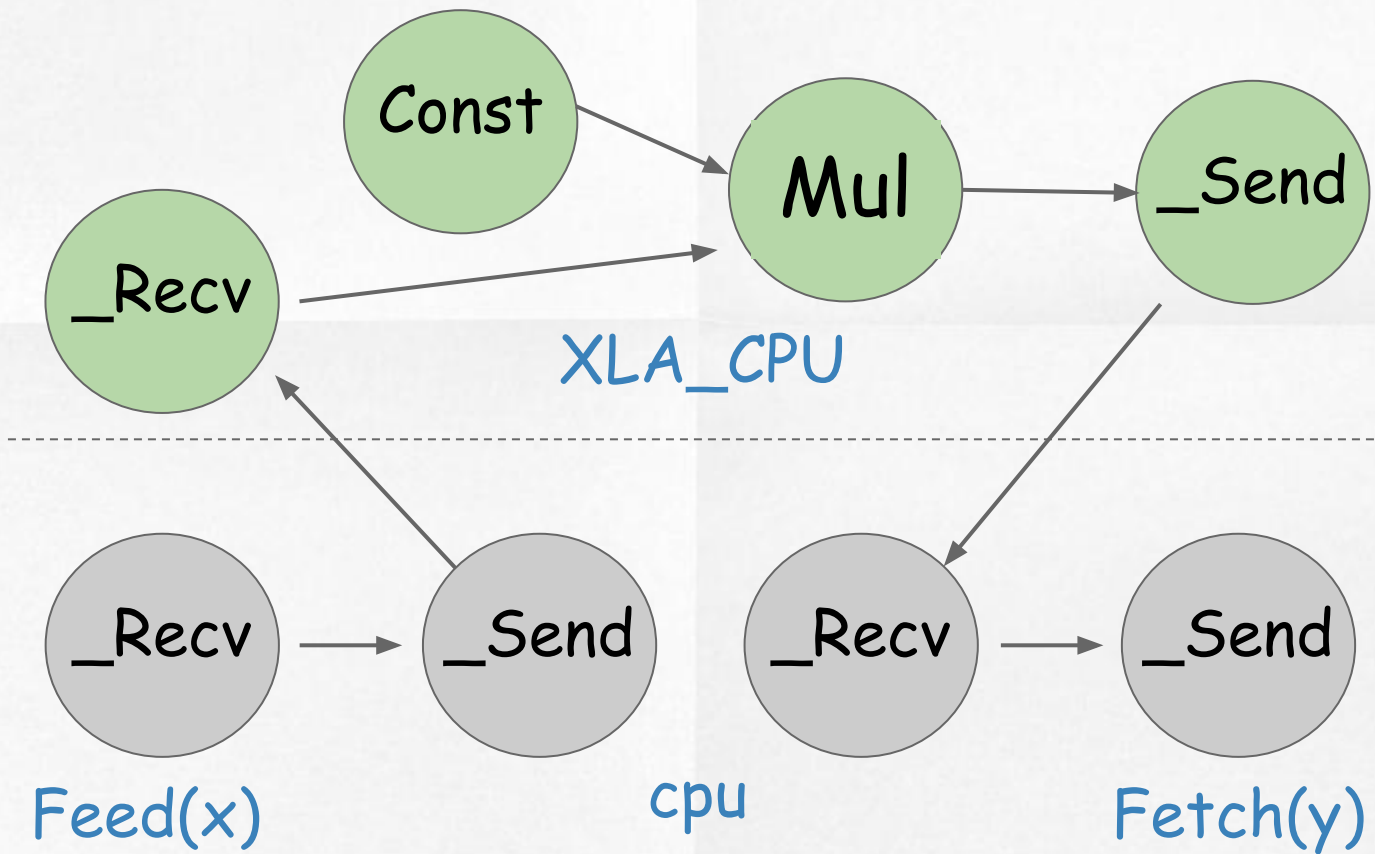 Const
Mul
_Send
_Recv
XLA_CPU
_Recv
_Send
_Recv
_Send
Feed(x)
cpu
Fetch(y)